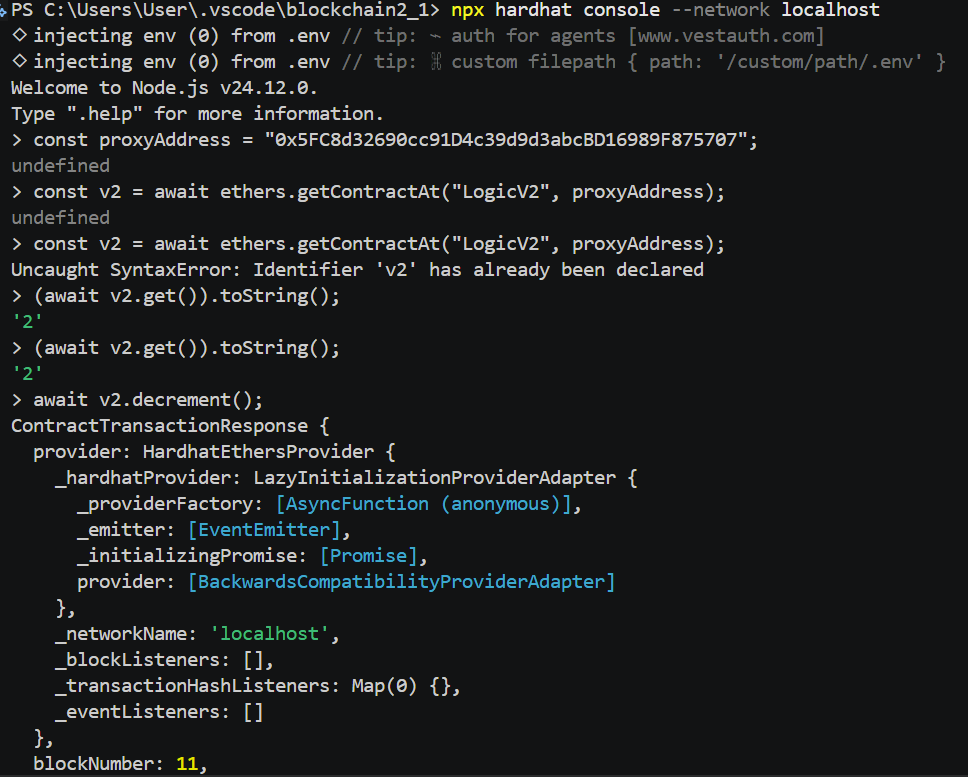 PS C:\Users\User\.vscode\blockchain2_1> npx hardhat console --network localhost
◇ injecting env (0) from .env // tip: ⌁ auth for agents [www.vestauth.com]
◇ injecting env (0) from .env // tip: ⌘ custom filepath { path: '/custom/path/.env' }
Welcome to Node.js v24.12.0.
Type ".help" for more information.
> const proxyAddress = "0x5FC8d32690cc91D4c39d9d3abcBD16989F875707";
undefined
> const v2 = await ethers.getContractAt("LogicV2", proxyAddress);
undefined
> const v2 = await ethers.getContractAt("LogicV2", proxyAddress);
Uncaught SyntaxError: Identifier 'v2' has already been declared
> (await v2.get()).toString();
'2'
> (await v2.get()).toString();
'2'
> await v2.decrement();
ContractTransactionResponse {
  provider: HardhatEthersProvider {
    _hardhatProvider: LazyInitializationProviderAdapter {
      _providerFactory: [AsyncFunction (anonymous)],
      _emitter: [EventEmitter],
      _initializingPromise: [Promise],
      provider: [BackwardsCompatibilityProviderAdapter]
    },
    _networkName: 'localhost',
    _blockListeners: [],
    _transactionHashListeners: Map(0) {},
    _eventListeners: []
  },
  blockNumber: 11,